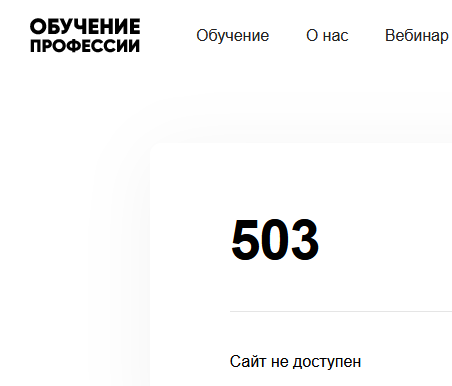 ОБУЧЕНИЕ
ПРОФЕССИИ
Обучение О нас Вебинар
503
Сайт не доступен